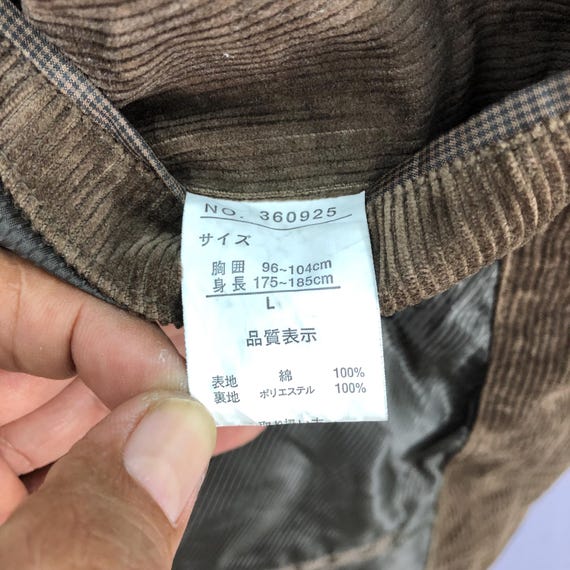 NO. 360925
サイズ
胸囲 96~104cm
身長 175~185cm
L
品質表示
表地 綿 100%
裏地 ポリエステル 100%